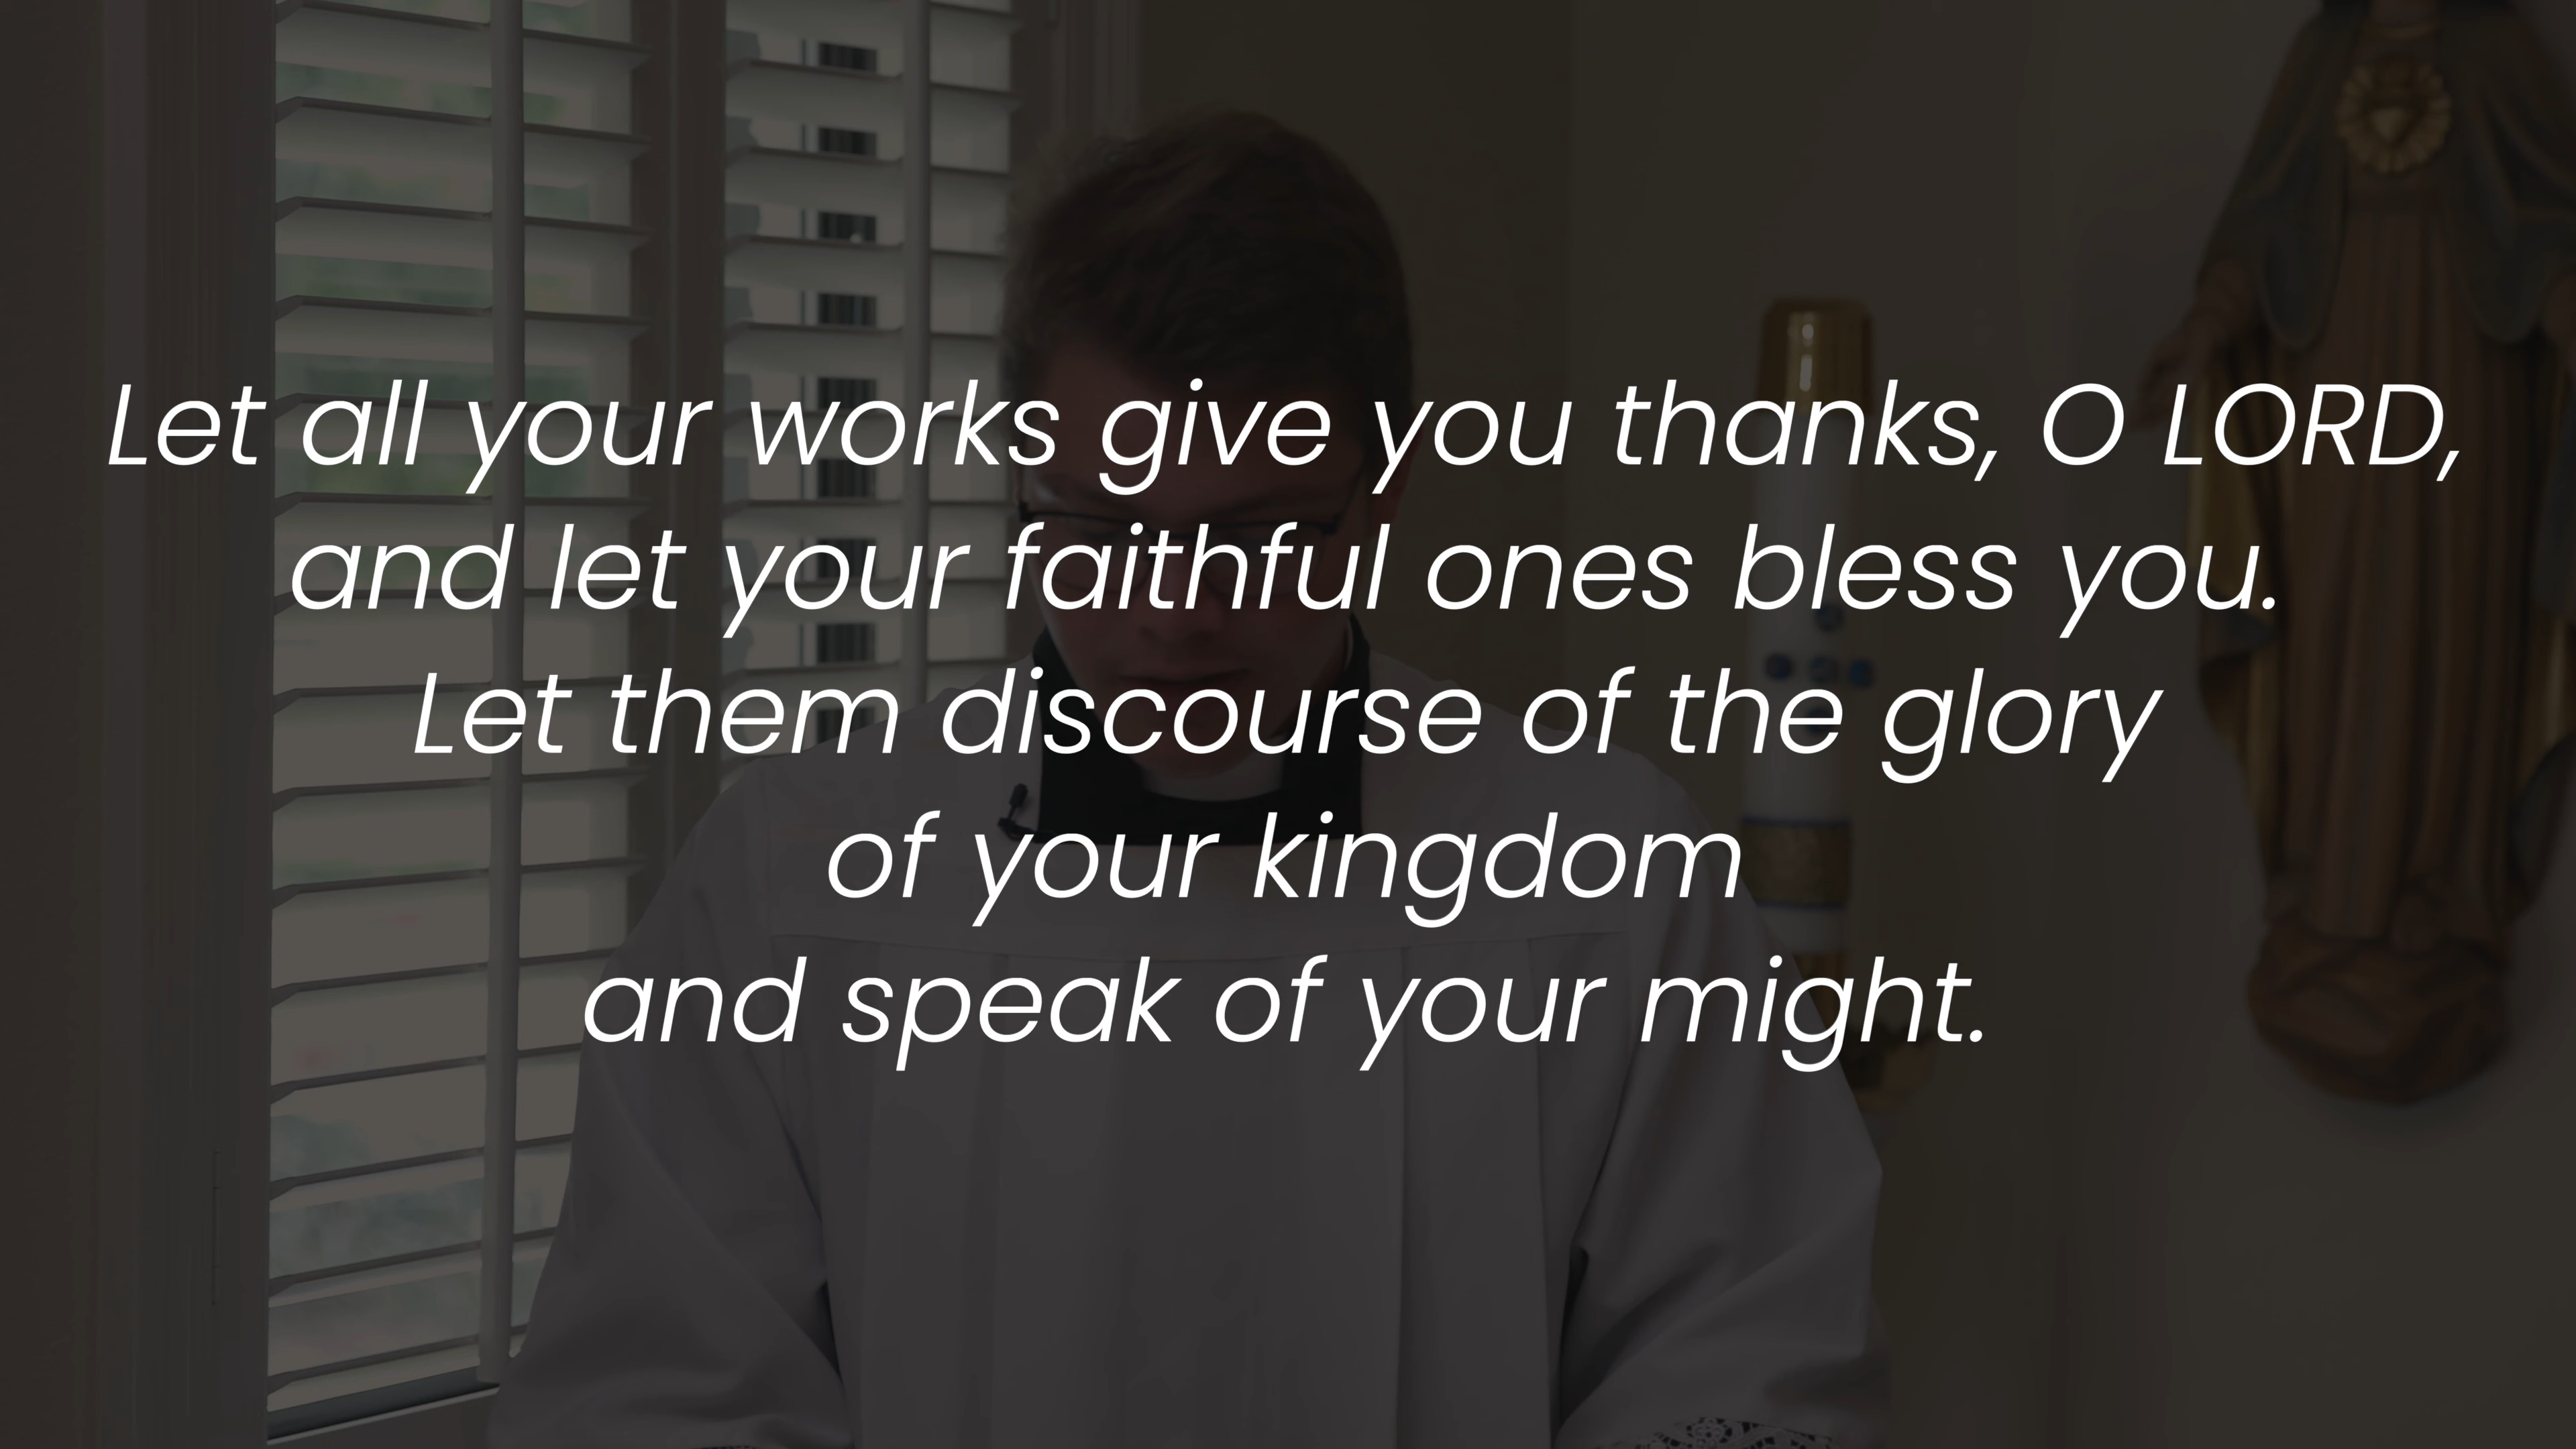 Let all your works give you thanks, O LORD,
and let your faithful ones bless you.
Let them discourse of the glory
of your kingdom
and speak of your might.